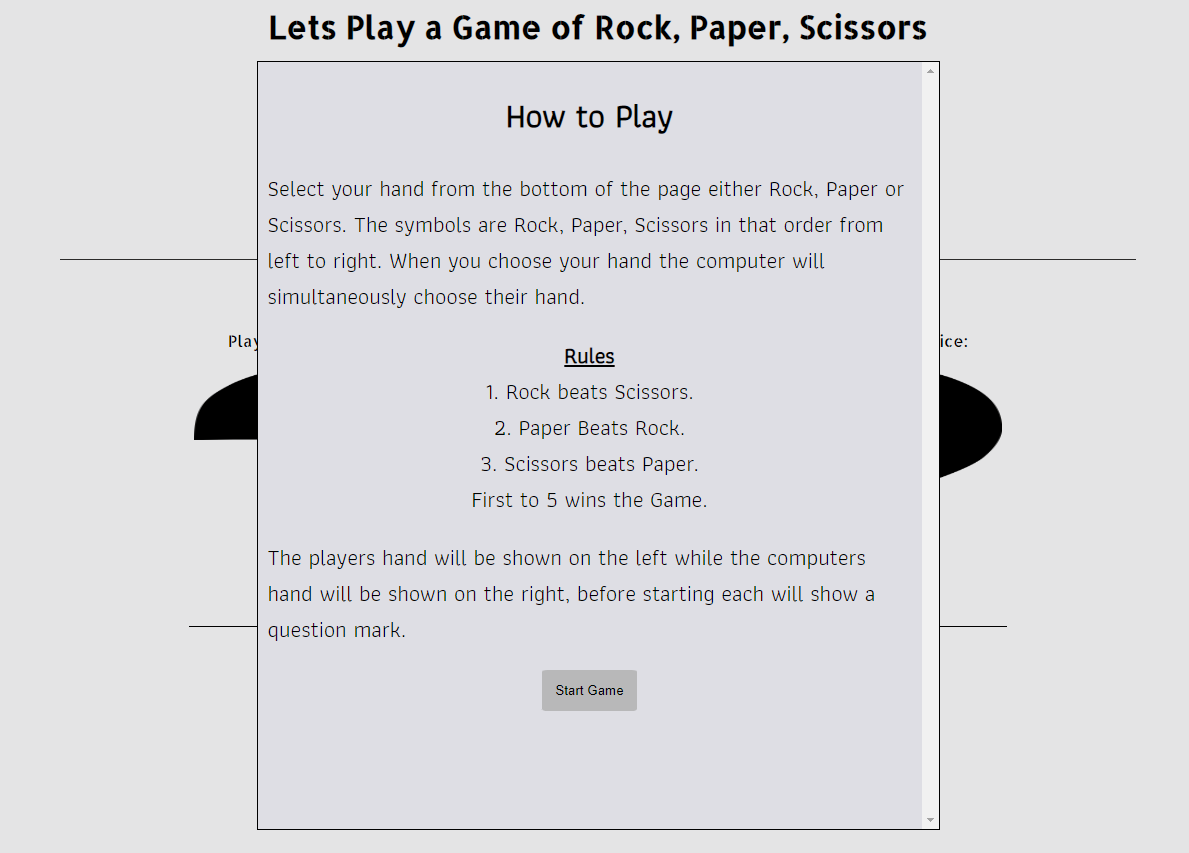 Lets Play a Game of Rock, Paper, Scissors
How to Play
Select your hand from the bottom of the page either Rock, Paper or
Scissors. The symbols are Rock, Paper, Scissors in that order from
left to right. When you choose your hand the computer will
simultaneously choose their hand.
Play
ice:
Rules
1. Rock beats Scissors.
2. Paper Beats Rock.
3. Scissors beats Paper.
First to 5 wins the Game.
The players hand will be shown on the left while the computers
hand will be shown on the right, before starting each will show a
question mark.
Start Game